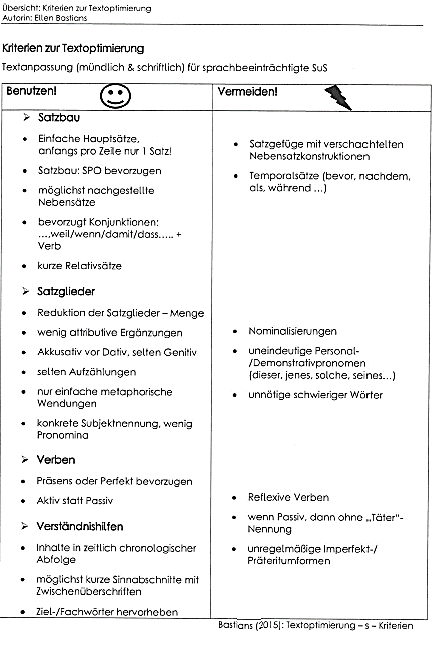 Übersicht: Kriterien zur Textoptimierung
Autorin: Ellen Bastians
Kriterien zur Textoptimierung
Textanpassung (mündlich & schriftlich) für sprachbeeinträchtigte SuS
Benutzen!
Vermeiden!
➢ Satzbau
• Einfache Hauptsätze,
anfangs pro Zeile nur 1 Satz!
• Satzbau: SPO bevorzugen
• möglichst nachgestellte
Nebensätze
• bevorzugt Konjunktionen:
....weil/wenn/damit/dass..... +
Verb
• kurze Relativsätze
• Satzgefüge mit verschachtelten
Nebensatzkonstruktionen
• Temporalsätze (bevor, nachdem,
als, während ...)
➢ Satzglieder
• Reduktion der Satzglieder – Menge
• wenig attributive Ergänzungen
• Akkusativ vor Dativ, selten Genitiv
• selten Aufzählungen
• nur einfache metaphorische
Wendungen
• konkrete Subjektnennung, wenig
Pronomina
• Nominalisierungen
• uneindeutige Personal-
/Demonstrativpronomen
(dieser, jenes, solche, seines...)
• unnötige schwieriger Wörter
➢ Verben
• Präsens oder Perfekt bevorzugen
• Aktiv statt Passiv
• Reflexive Verben
• wenn Passiv, dann ohne „Täter"-
Nennung
• unregelmäßige Imperfekt-/
Präteritumformen
➢ Verständnishilfen
• Inhalte in zeitlich chronologischer
Abfolge
• möglichst kurze Sinnabschnitte mit
Zwischenüberschriften
• Ziel-/Fachwörter hervorheben
Bastians (2015): Textoptimierung – s – Kriterien